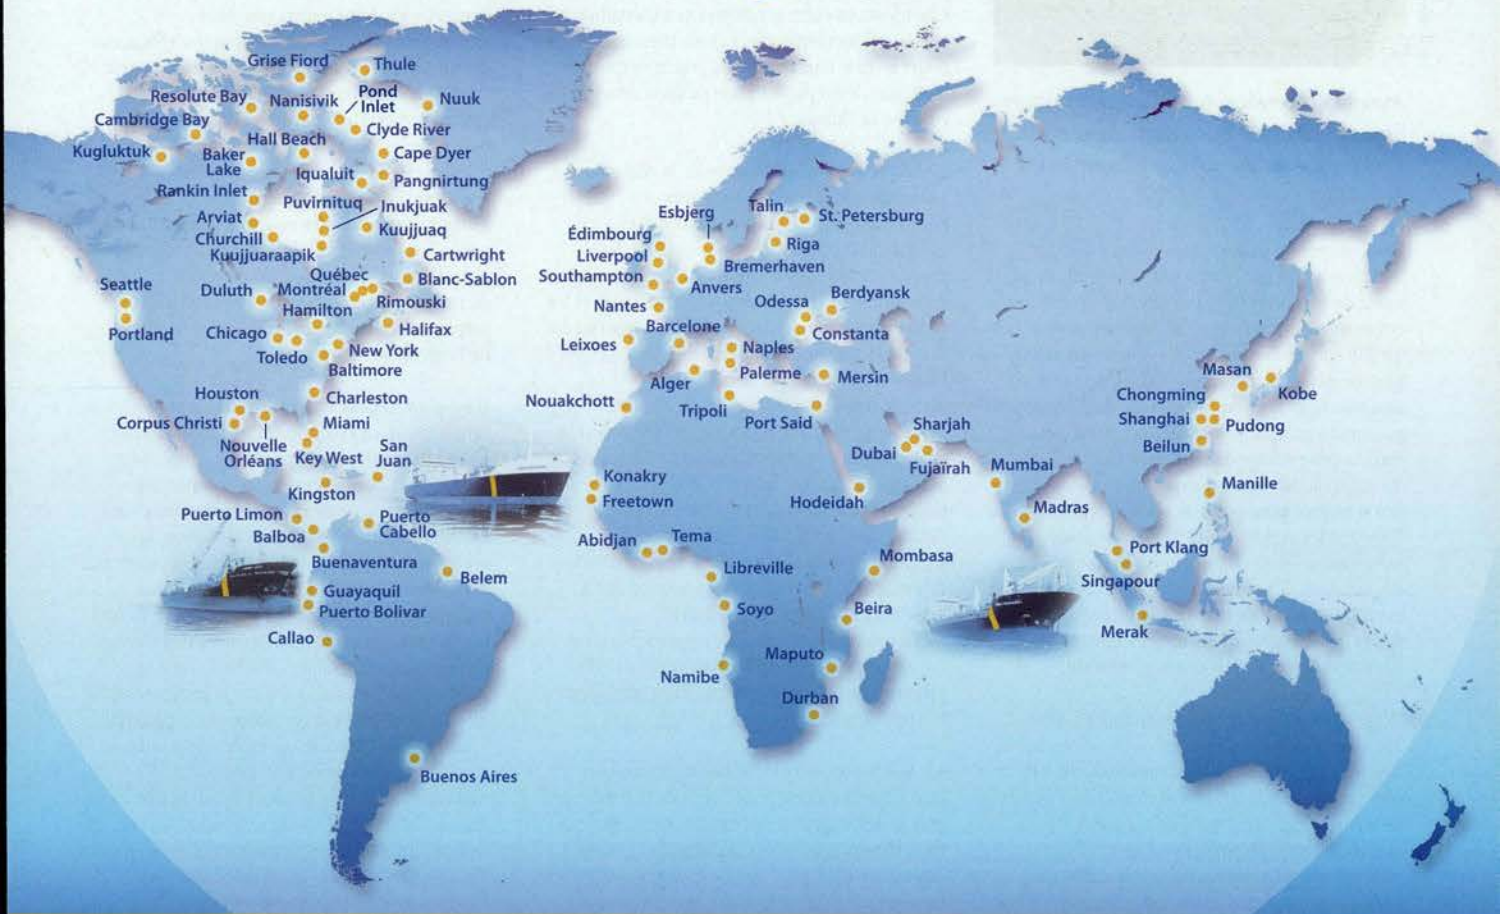 Grise Fiord
Thule
Resolute Bay
Nanisivik
Pond
Inlet
Nuuk
Cambridge Bay
Clyde River
Hall Beach
Kugluktuk
Baker
Lake
Cape Dyer
Iqualuit
Pangnirtung
Rankin Inlet
Puvirnituq
Inukjuak
Arviat
Kuujjuaq
Churchill
Kuujjuaraapik
Cartwright
Québec
Blanc-Sablon
Seattle
Duluth
Montréal
Rimouski
Hamilton
Portland
Chicago
Halifax
Toledo
New York
Baltimore
Houston
Charleston
Corpus Christi
Miami
Nouvelle
Orléans
Key West
San
Juan
Kingston
Puerto Limon
Puerto
Cabello
Balboa
Buenaventura
Belem
Guayaquil
Puerto Bolivar
Callao
Buenos Aires
Esbjerg
Talin
St. Petersburg
Édimbourg
Riga
Liverpool
Bremerhaven
Southampton
Anvers
Nantes
Odessa
Berdyansk
Barcelone
Constanta
Leixoes
Naples
Palerme
Mersin
Alger
Nouakchott
Tripoli
Port Said
Sharjah
Dubai
Fujaïrah
Konakry
Freetown
Hodeidah
Mumbai
Madras
Abidjan
Tema
Libreville
Mombasa
Soyo
Beira
Maputo
Namibe
Durban
Masan
Kobe
Chongming
Shanghai
Pudong
Beilun
Manille
Port Klang
Singapour
Merak